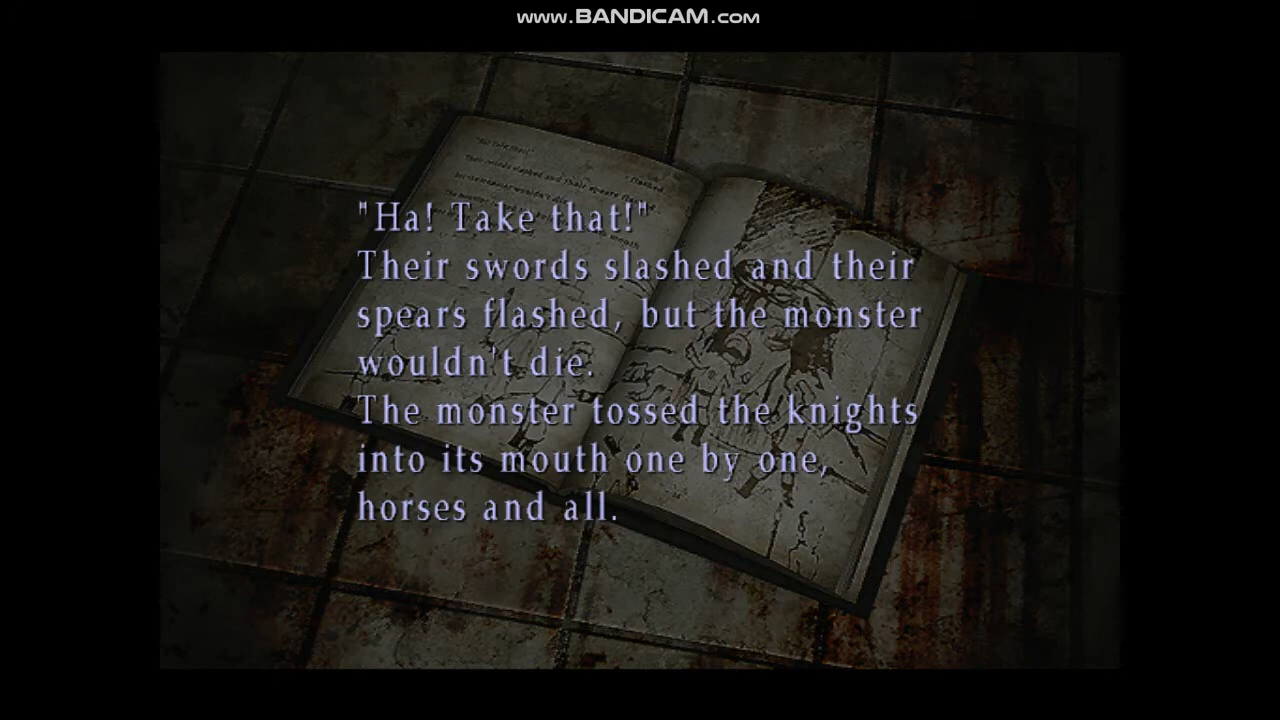 www.BANDICAM.com
"Ha! Take that!"
Their swords slashed and their
spears flashed, but the monster
wouldn't die.
The monster tossed the knights
into its mouth one by one,
horses and all.